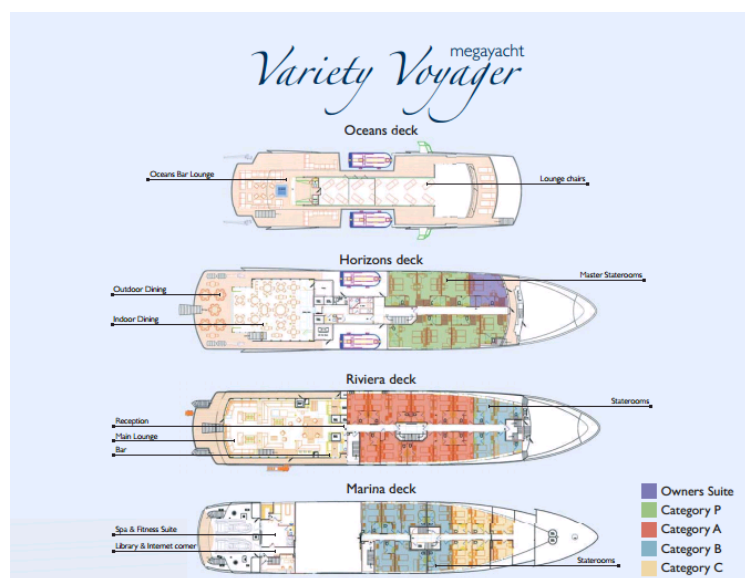 megayacht
Variety Voyager
Oceans deck
Oceans Bar Lounge
Lounge chairs
Horizons deck
Master Staterooms
Outdoor Dining
Indoor Dining
Riviera deck
Staterooms
Reception
Main Lounge
Bar
Marina deck
Spa & Fitness Suite
Library & Internet corner
Staterooms
Owners Suite
Category P
Category A
Category B
Category C